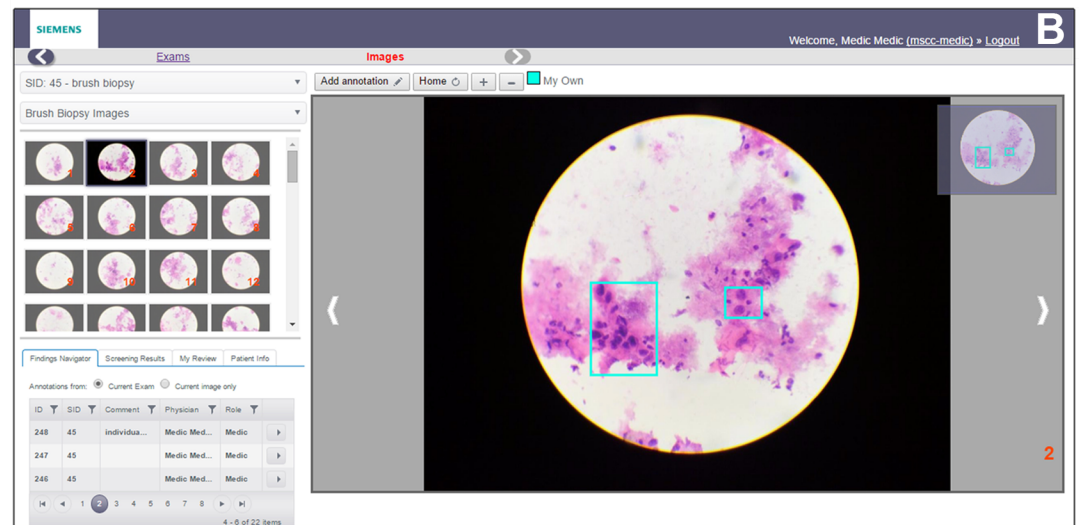 SIEMENS
B
Welcome, Medic Medic (mscc-medic) » Logout
Exams
Images
SID: 45 - brush biopsy
Add annotation
Home
+
–
My Own
Brush Biopsy Images
1
2
3
4
5
6
7
8
9
10
11
12
Findings Navigator
Screening Results
My Review
Patient Info
Annotations from: Current Exam Current image only
ID SID Comment Physician Role
248 45 individua... Medic Med... Medic
247 45 Medic Med... Medic
246 45 Medic Med... Medic
1 2 3 4 5 6 7 8
4 - 6 of 22 items
2